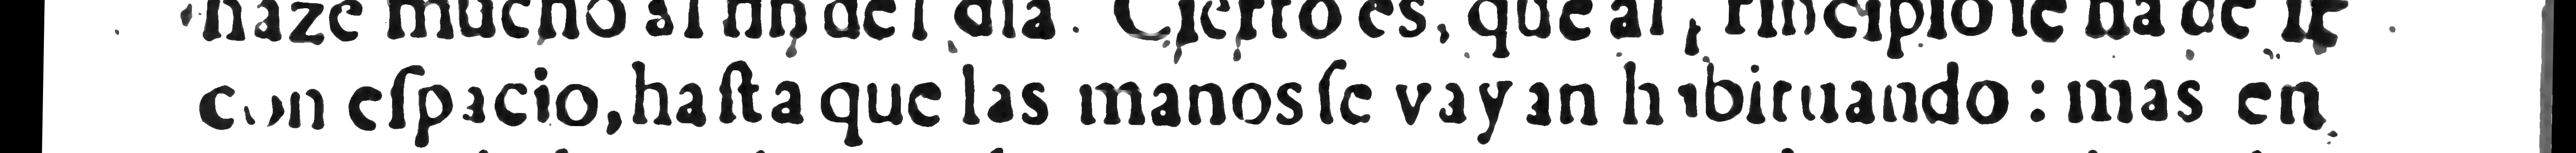 haze mucho al fin del dia. Cierto es, que al principio se ha de ir
con eſpacio, haſta que las manos ſe vayan habituando: mas en